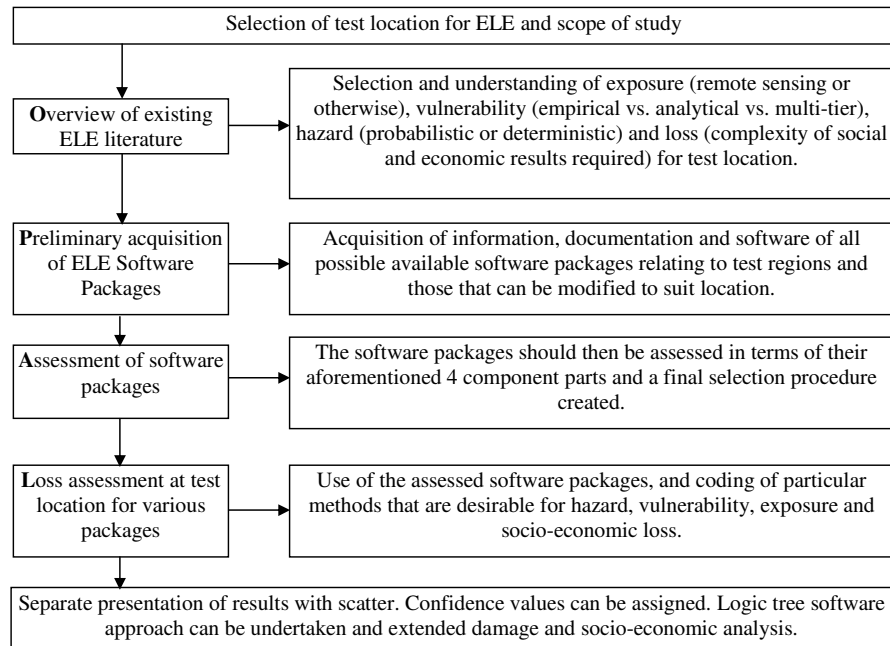 Selection of test location for ELE and scope of study
Overview of existing
ELE literature
Selection and understanding of exposure (remote sensing or
otherwise), vulnerability (empirical vs. analytical vs. multi-tier),
hazard (probabilistic or deterministic) and loss (complexity of social
and economic results required) for test location.
Preliminary acquisition
of ELE Software
Packages
Acquisition of information, documentation and software of all
possible available software packages relating to test regions and
those that can be modified to suit location.
Assessment of software
packages
The software packages should then be assessed in terms of their
aforementioned 4 component parts and a final selection procedure
created.
Loss assessment at test
location for various
packages
Use of the assessed software packages, and coding of particular
methods that are desirable for hazard, vulnerability, exposure and
socio-economic loss.
Separate presentation of results with scatter. Confidence values can be assigned. Logic tree software
approach can be undertaken and extended damage and socio-economic analysis.